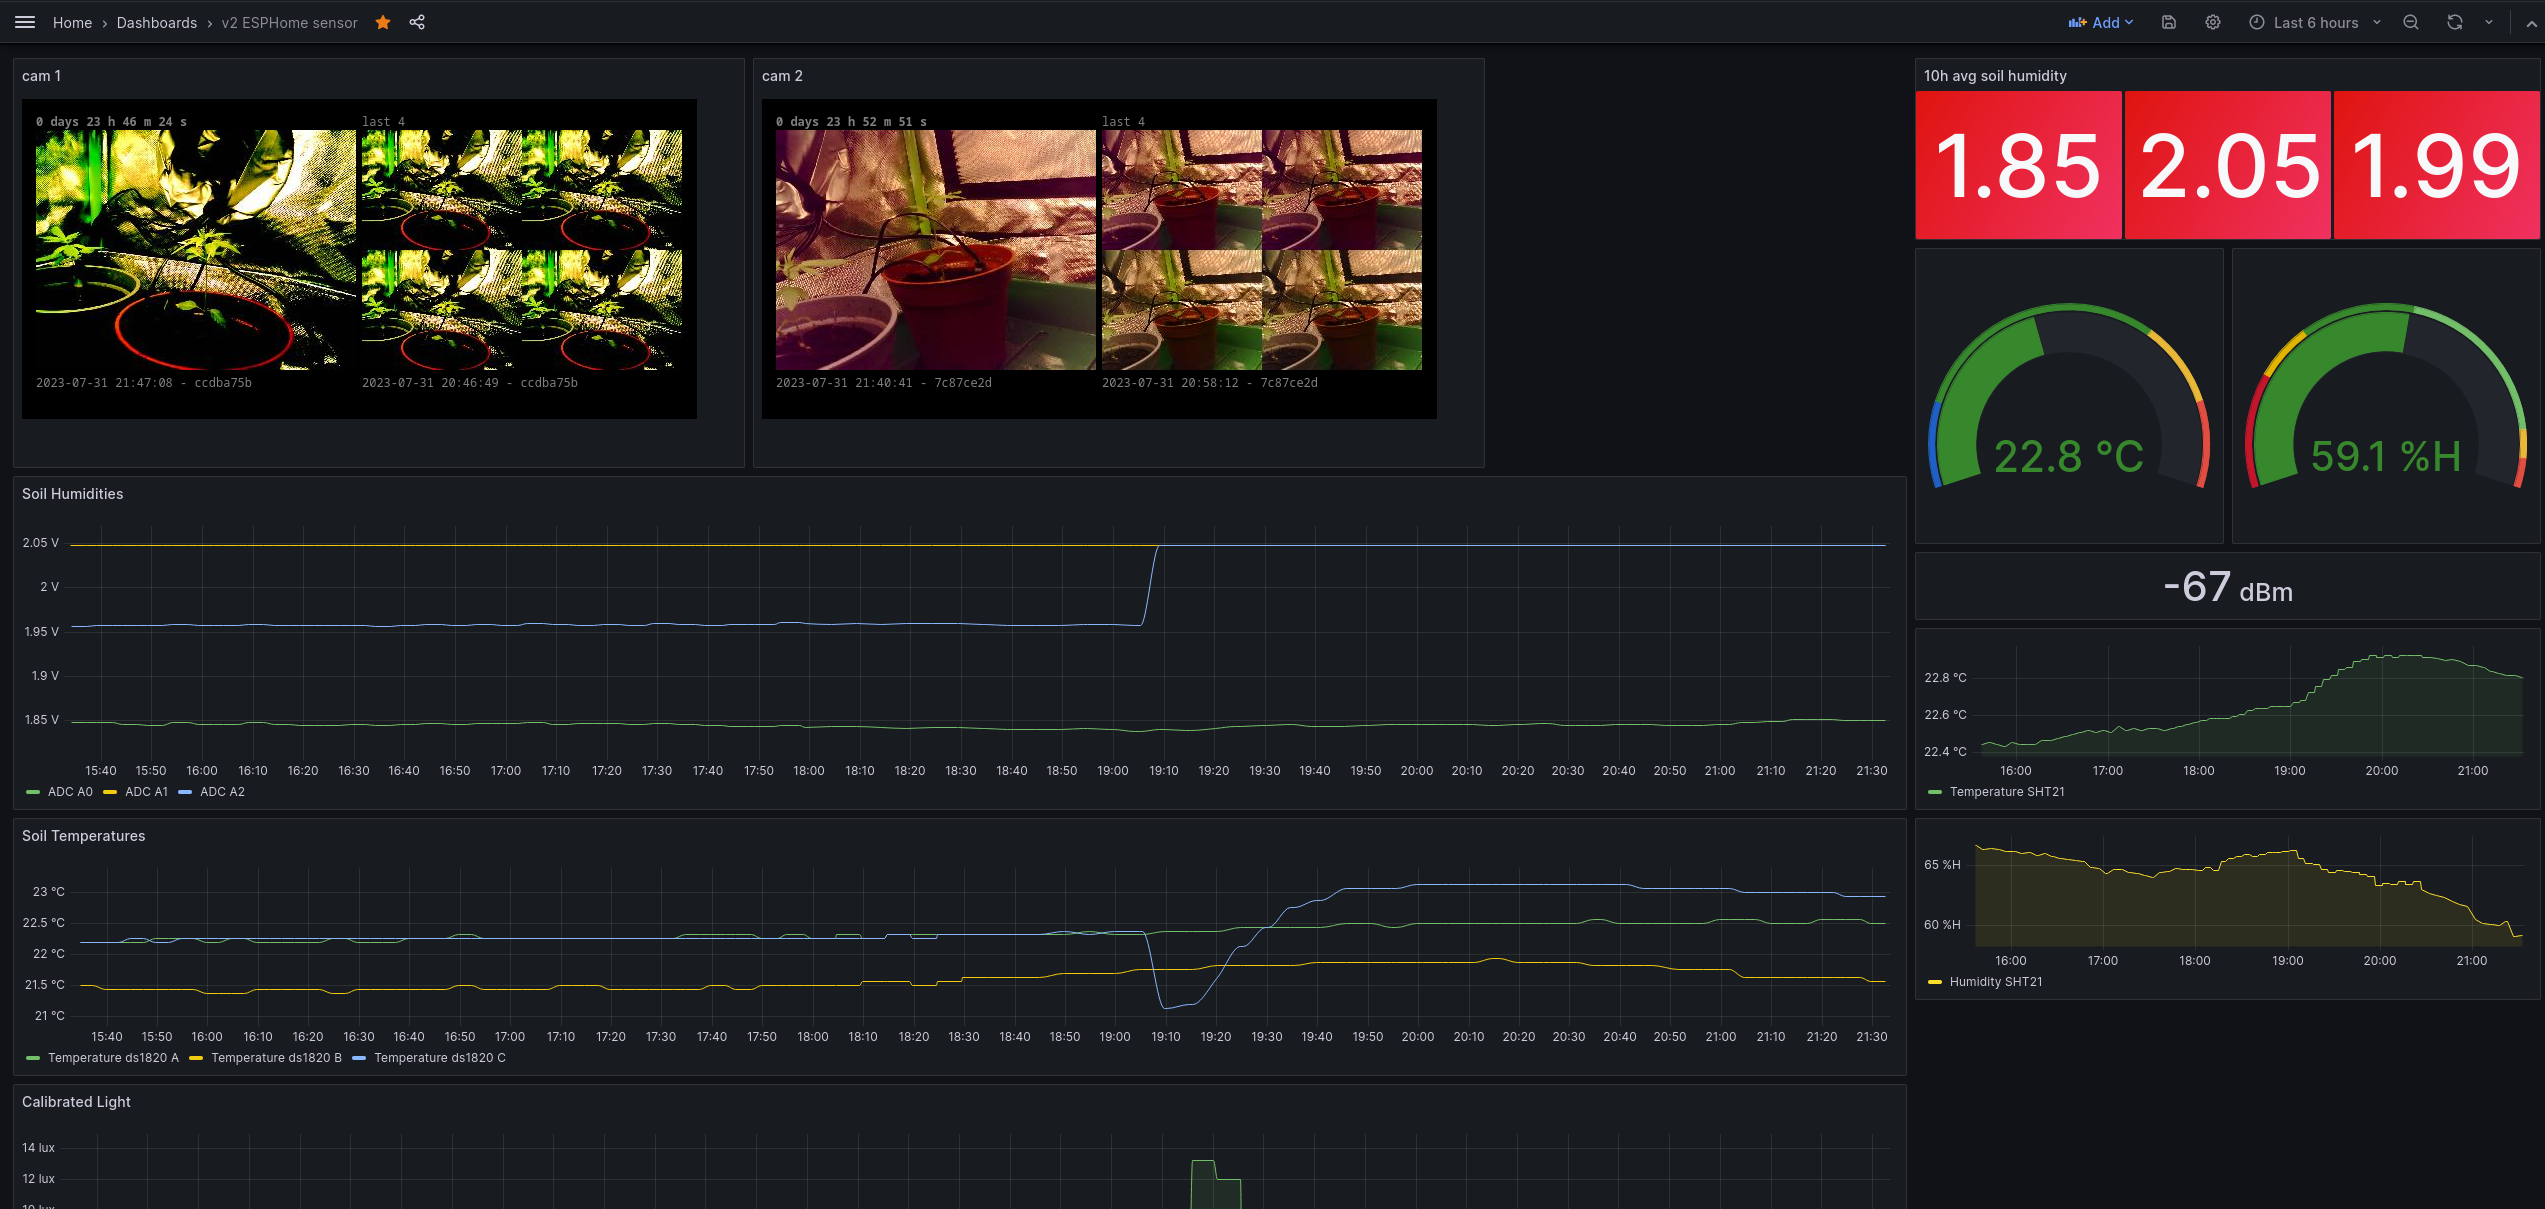 Home › Dashboards › v2 ESPHome sensor
Add
Last 6 hours
cam 1
0 days 23 h 46 m 24 s
last 4
2023-07-31 21:47:08 - ccdba75b
2023-07-31 20:46:49 - ccdba75b
cam 2
0 days 23 h 52 m 51 s
last 4
2023-07-31 21:40:41 - 7c87ce2d
2023-07-31 20:58:12 - 7c87ce2d
10h avg soil humidity
1.85 2.05 1.99
22.8 °C
59.1 %H
-67 dBm
Soil Humidities
2.05 V
2 V
1.95 V
1.9 V
1.85 V
15:40 15:50 16:00 16:10 16:20 16:30 16:40 16:50 17:00 17:10 17:20 17:30 17:40 17:50 18:00 18:10 18:20 18:30 18:40 18:50 19:00 19:10 19:20 19:30 19:40 19:50 20:00 20:10 20:20 20:30 20:40 20:50 21:00 21:10 21:20 21:30
ADC A0 ADC A1 ADC A2
22.8 °C
22.6 °C
22.4 °C
16:00 17:00 18:00 19:00 20:00 21:00
Temperature SHT21
Soil Temperatures
23 °C
22.5 °C
22 °C
21.5 °C
21 °C
15:40 15:50 16:00 16:10 16:20 16:30 16:40 16:50 17:00 17:10 17:20 17:30 17:40 17:50 18:00 18:10 18:20 18:30 18:40 18:50 19:00 19:10 19:20 19:30 19:40 19:50 20:00 20:10 20:20 20:30 20:40 20:50 21:00 21:10 21:20 21:30
Temperature ds1820 A Temperature ds1820 B Temperature ds1820 C
65 %H
60 %H
16:00 17:00 18:00 19:00 20:00 21:00
Humidity SHT21
Calibrated Light
14 lux
12 lux
10 lux